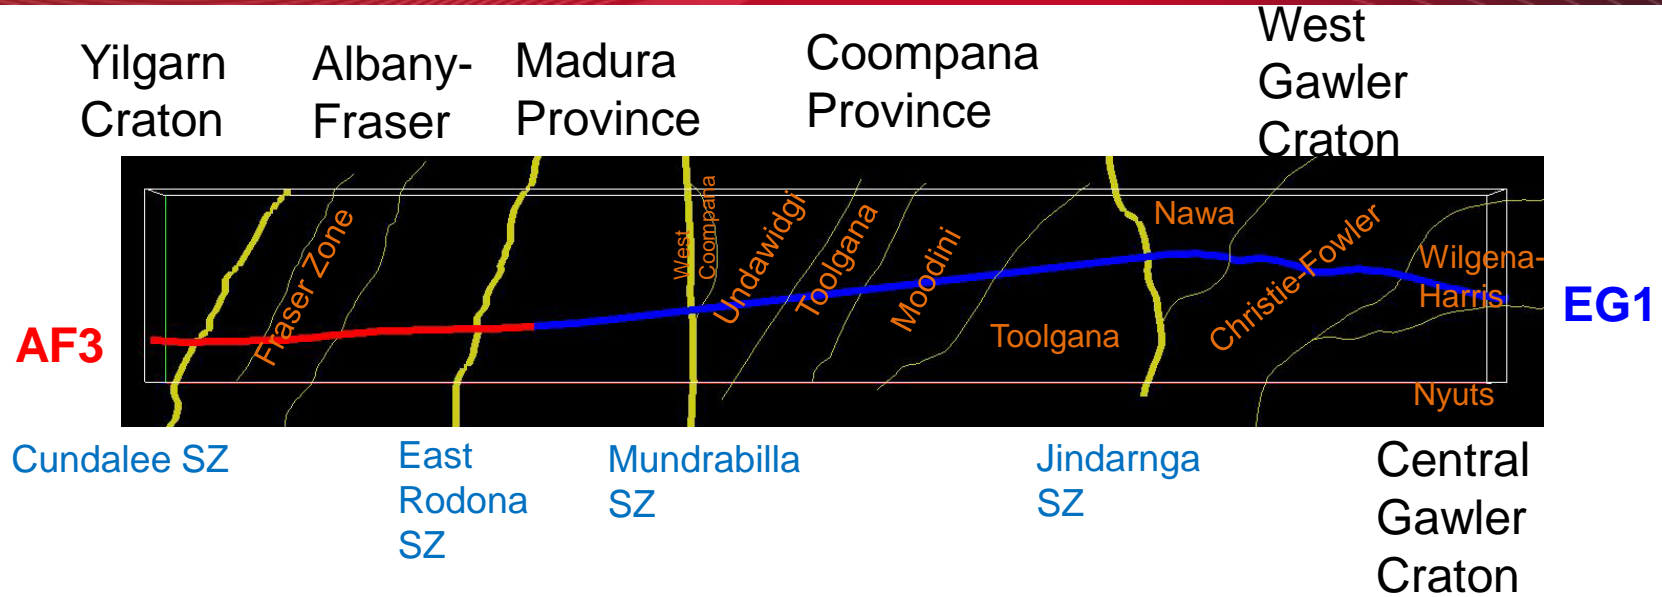 Yilgarn
Craton
Albany-
Fraser
Madura
Province
Coompana
Province
West
Gawler
Craton
AF3
Fraser Zone
West
Coompana
Undawidgi
Toolgana
Moodini
Toolgana
Nawa
Christie-Fowler
Wilgena-
Harris
Nyuts
EG1
Cundalee SZ
East
Rodona
SZ
Mundrabilla
SZ
Jindarnga
SZ
Central
Gawler
Craton